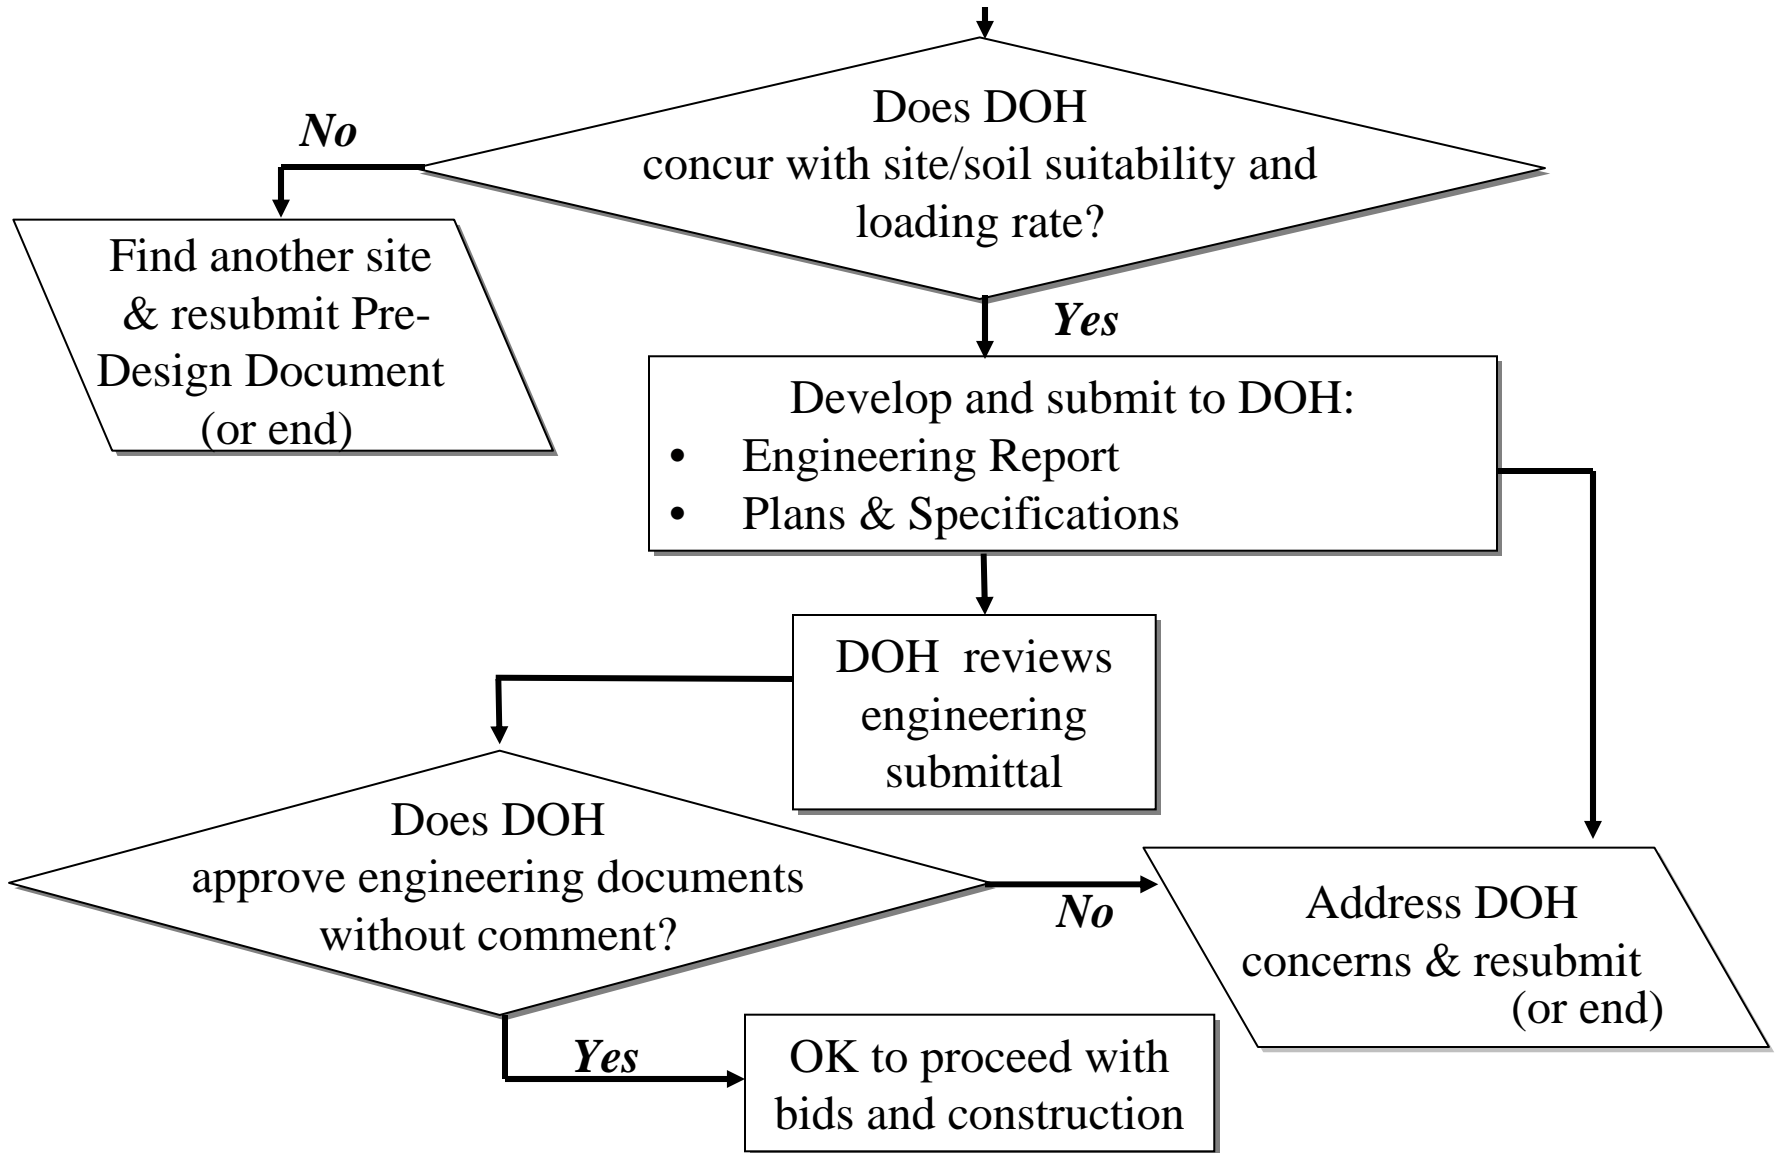 Does DOH
concur with site/soil suitability and
loading rate?
No
Find another site
& resubmit Pre-
Design Document
(or end)
Yes
Develop and submit to DOH:
• Engineering Report
• Plans & Specifications
DOH reviews
engineering
submittal
Does DOH
approve engineering documents
without comment?
No
Address DOH
concerns & resubmit
(or end)
Yes
OK to proceed with
bids and construction